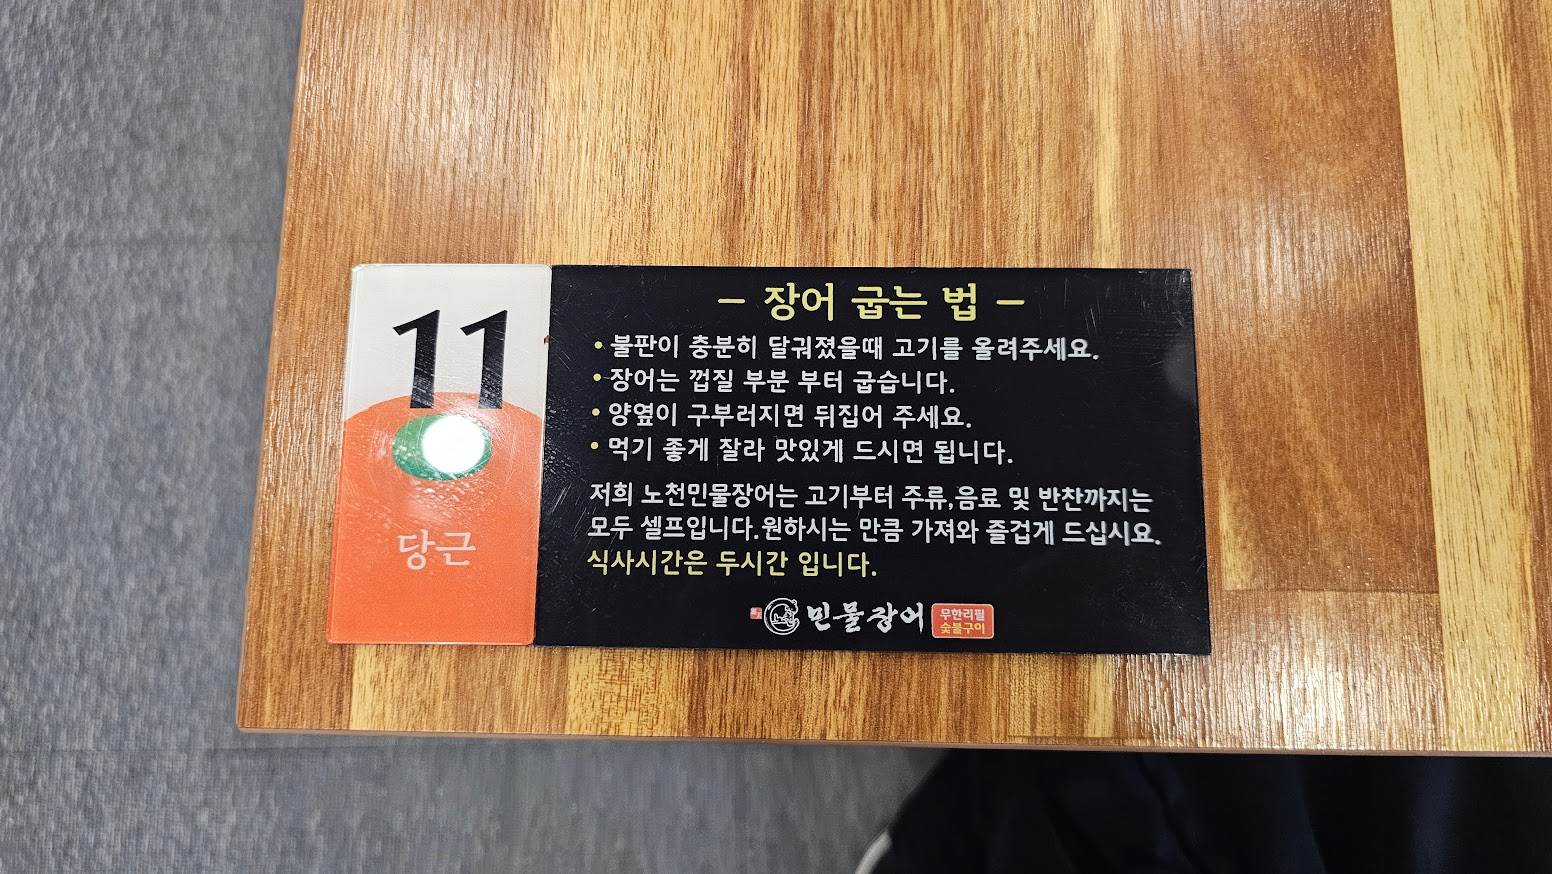 11
당근
– 장어 굽는 법 –
• 불판이 충분히 달궈졌을때 고기를 올려주세요.
• 장어는 껍질 부분 부터 굽습니다.
• 양옆이 구부러지면 뒤집어 주세요.
• 먹기 좋게 잘라 맛있게 드시면 됩니다.
저희 노천민물장어는 고기부터 주류,음료 및 반찬까지는
모두 셀프입니다.원하시는 만큼 가져와 즐겁게 드십시요.
식사시간은 두시간 입니다.
민물장어
무한리필
숯불구이